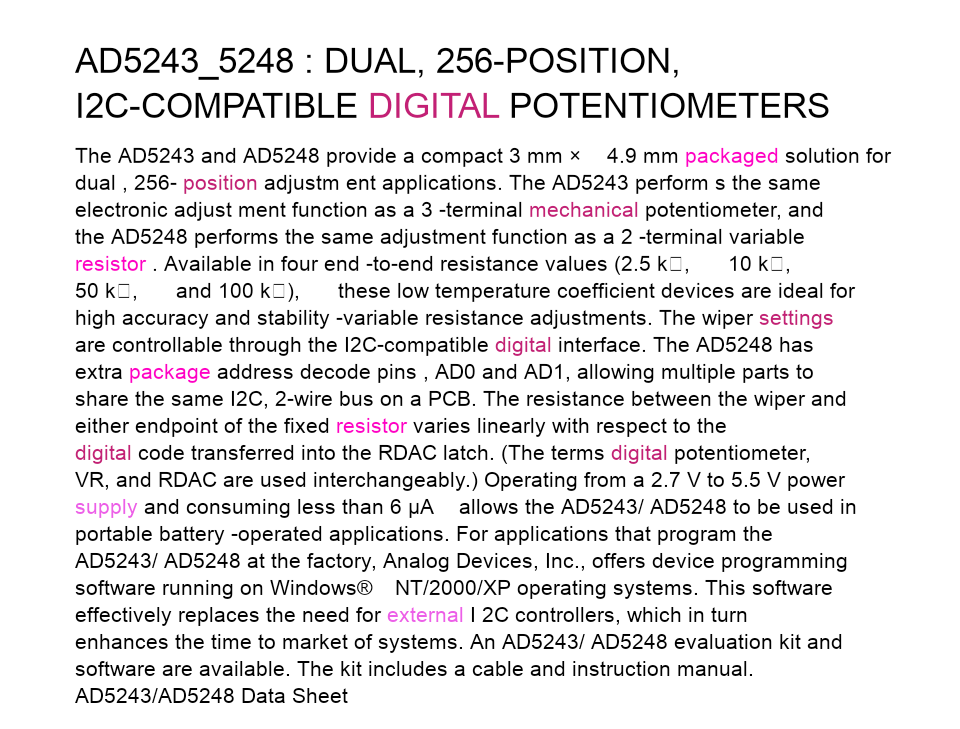 AD5243_5248 : DUAL, 256-POSITION,
I2C-COMPATIBLE DIGITAL POTENTIOMETERS
The AD5243 and AD5248 provide a compact 3 mm × 4.9 mm packaged solution for
dual , 256- position adjustm ent applications. The AD5243 perform s the same
electronic adjust ment function as a 3 -terminal mechanical potentiometer, and
the AD5248 performs the same adjustment function as a 2 -terminal variable
resistor . Available in four end -to-end resistance values (2.5 k□, 10 k□,
50 k□, and 100 k□), these low temperature coefficient devices are ideal for
high accuracy and stability -variable resistance adjustments. The wiper settings
are controllable through the I2C-compatible digital interface. The AD5248 has
extra package address decode pins , AD0 and AD1, allowing multiple parts to
share the same I2C, 2-wire bus on a PCB. The resistance between the wiper and
either endpoint of the fixed resistor varies linearly with respect to the
digital code transferred into the RDAC latch. (The terms digital potentiometer,
VR, and RDAC are used interchangeably.) Operating from a 2.7 V to 5.5 V power
supply and consuming less than 6 μA allows the AD5243/ AD5248 to be used in
portable battery -operated applications. For applications that program the
AD5243/ AD5248 at the factory, Analog Devices, Inc., offers device programming
software running on Windows® NT/2000/XP operating systems. This software
effectively replaces the need for external I 2C controllers, which in turn
enhances the time to market of systems. An AD5243/ AD5248 evaluation kit and
software are available. The kit includes a cable and instruction manual.
AD5243/AD5248 Data Sheet